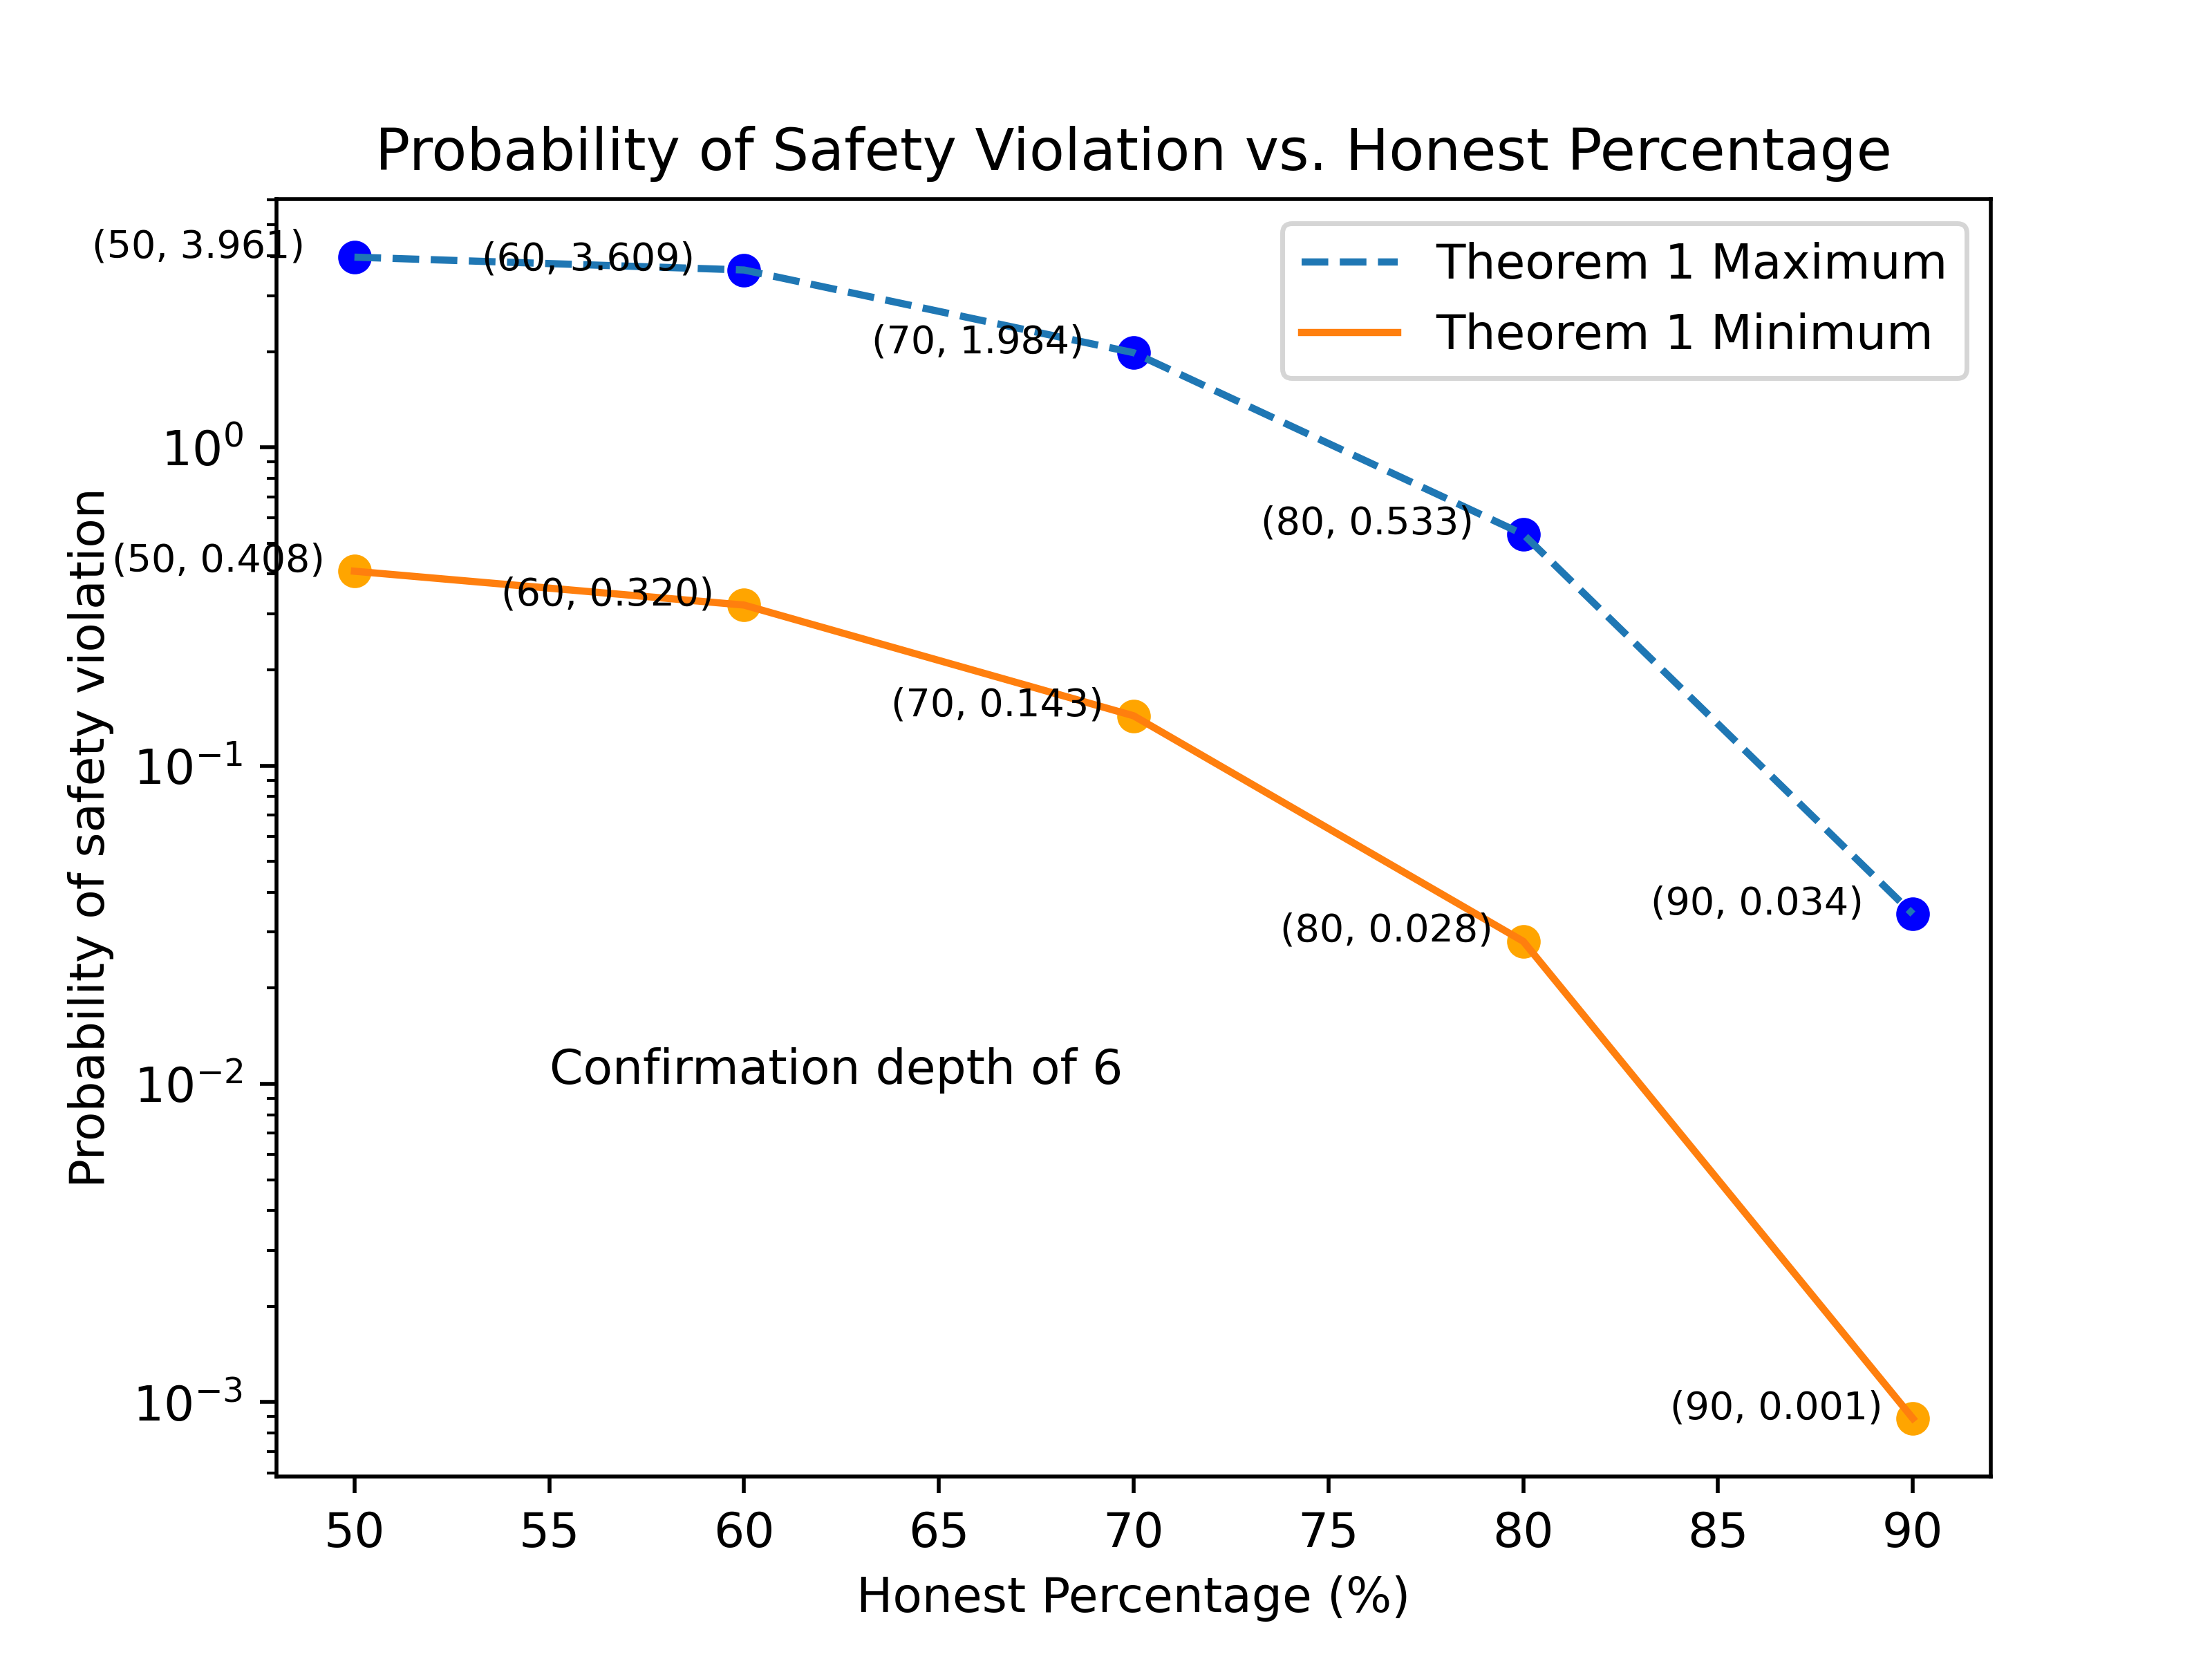 Probability of Safety Violation vs. Honest Percentage
Theorem 1 Maximum
Theorem 1 Minimum
(50, 3.961)
(60, 3.609)
(70, 1.984)
(80, 0.533)
(90, 0.034)
(50, 0.408)
(60, 0.320)
(70, 0.143)
(80, 0.028)
(90, 0.001)
Confirmation depth of 6
Probability of safety violation
10⁰
10⁻¹
10⁻²
10⁻³
50 55 60 65 70 75 80 85 90
Honest Percentage (%)